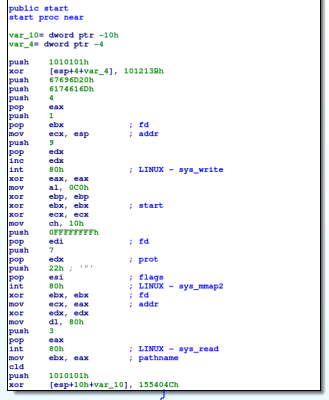 public start
start proc near
var_10= dword ptr -10h
var_4= dword ptr -4
push 1010101h
xor [esp+4+var_4], 101213Bh
push 67696D20h
push 6174616Dh
push 4
pop eax
push 1
pop ebx ; fd
mov ecx, esp ; addr
push 9
pop edx
inc edx
int 80h ; LINUX - sys_write
xor eax, eax
mov al, 0C0h
xor ebp, ebp
xor ebx, ebx ; start
xor ecx, ecx
mov ch, 10h
push 0FFFFFFFFh
pop edi ; fd
push 7
pop edx ; prot
push 22h ; '"'
pop esi ; flags
int 80h ; LINUX - sys_mmap2
xor ebx, ebx ; fd
mov ecx, eax ; addr
xor edx, edx
mov dl, 80h
push 3
pop eax
int 80h ; LINUX - sys_read
mov ebx, eax ; pathname
cld
push 1010101h
xor [esp+10h+var_10], 155404Ch